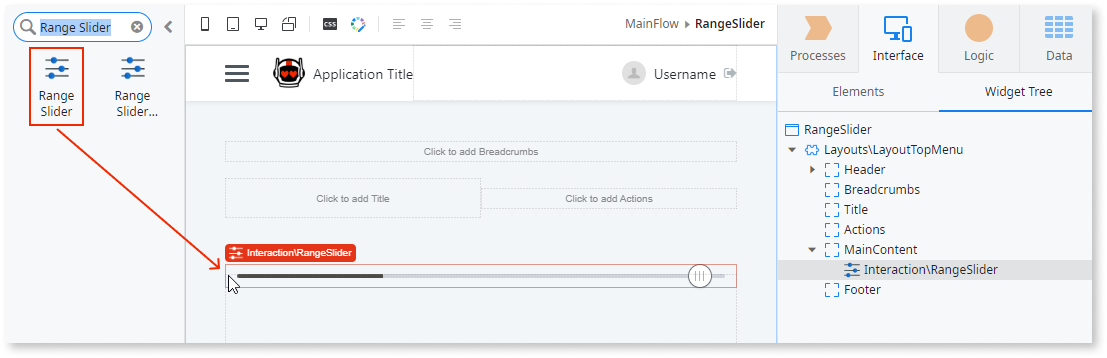 Range Slider
Range
Slider
Range
Slider...
CSS
MainFlow ▸ RangeSlider
Application Title
Username
Click to add Breadcrumbs
Click to add Title
Click to add Actions
Interaction\RangeSlider
Processes
Interface
Logic
Data
Elements
Widget Tree
RangeSlider
Layouts\LayoutTopMenu
Header
Breadcrumbs
Title
Actions
MainContent
Interaction\RangeSlider
Footer